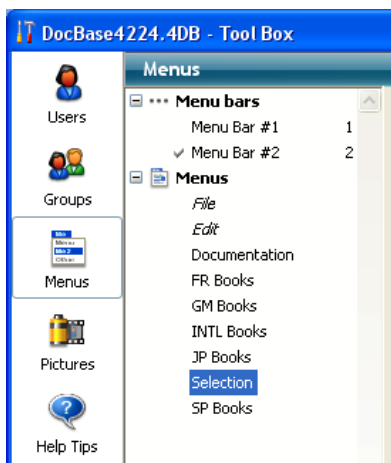 DocBase4224.4DB - Tool Box
Users
Groups
Menus
Pictures
Help Tips
Menus
Menu bars
Menu Bar #1 1
Menu Bar #2 2
Menus
File
Edit
Documentation
FR Books
GM Books
INTL Books
JP Books
Selection
SP Books